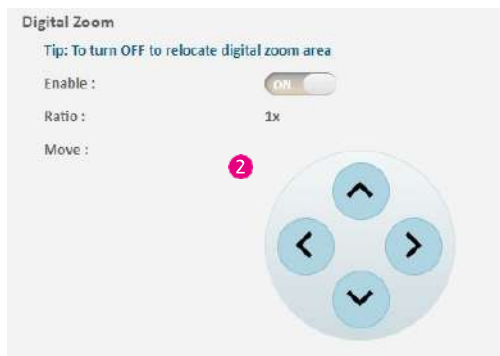 Digital Zoom
Tip: To turn OFF to relocate digital zoom area
Enable :
ON
Ratio :
1x
Move :
2